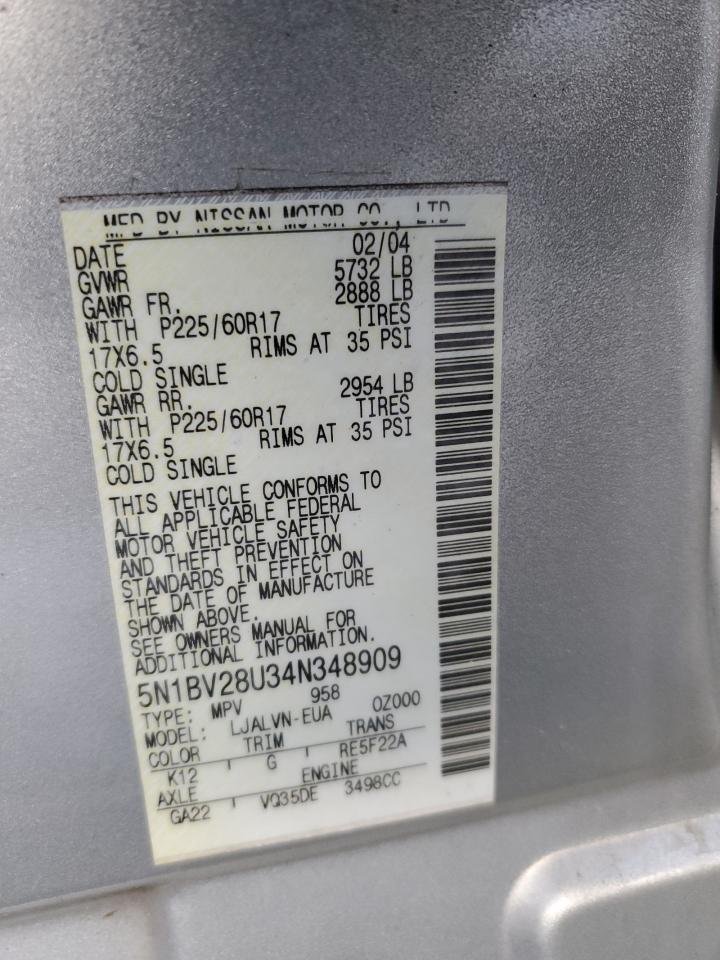 MFD BY NISSAN MOTOR CO., LTD
DATE 02/04
GVWR 5732 LB
GAWR FR. 2888 LB
WITH P225/60R17 TIRES
17X6.5 RIMS AT 35 PSI
COLD SINGLE
GAWR RR. 2954 LB
WITH P225/60R17 TIRES
17X6.5 RIMS AT 35 PSI
COLD SINGLE
THIS VEHICLE CONFORMS TO
ALL APPLICABLE FEDERAL
MOTOR VEHICLE SAFETY
AND THEFT PREVENTION
STANDARDS IN EFFECT ON
THE DATE OF MANUFACTURE
SHOWN ABOVE.
SEE OWNERS MANUAL FOR
ADDITIONAL INFORMATION.
5N1BV28U34N348909
TYPE: MPV 958
MODEL: LJALVN-EUA 0Z000
COLOR TRIM TRANS
K12 G RE5F22A
AXLE ENGINE
GA22 VQ35DE 3498CC